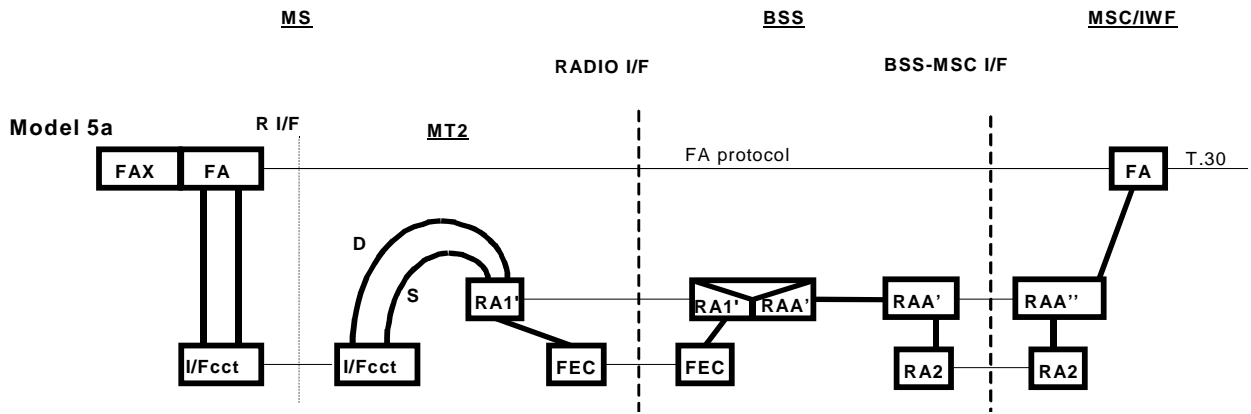 MS BSS MSC/IWF
RADIO I/F BSS-MSC I/F
Model 5a R I/F MT2
FAX FA FA protocol FA T.30
D
S
RA1' RA1' RAA' RAA' RAA''
I/Fcct I/Fcct FEC FEC RA2 RA2